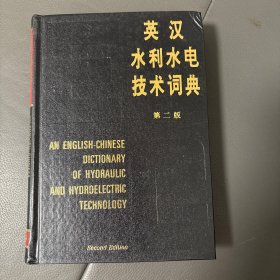 英汉
水利水电
技术词典
第二版
AN ENGLISH-CHINESE
DICTIONARY
OF HYDRAULIC
AND HYDROELECTRIC
TECHNOLOGY
Second Edition